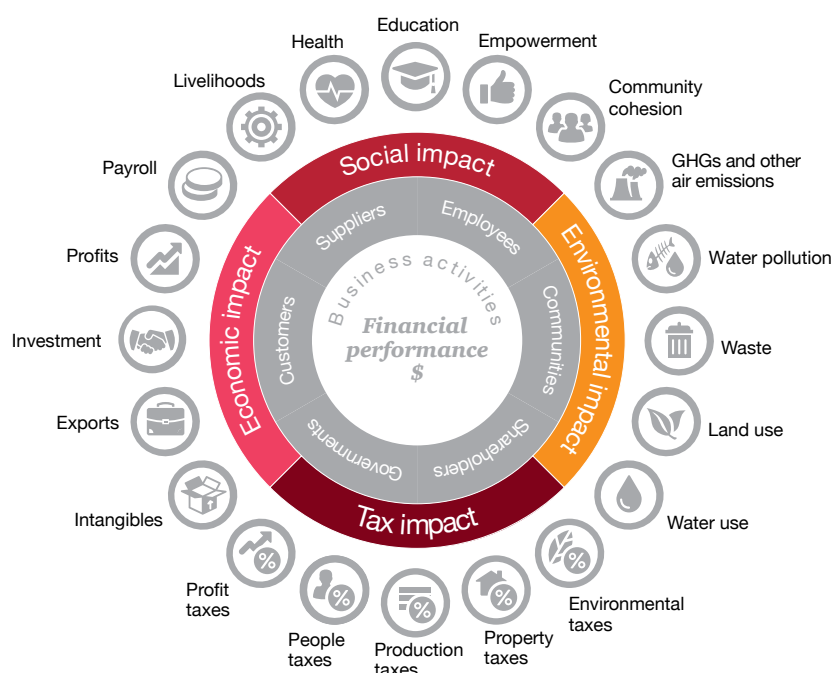 Education
Health
Empowerment
Livelihoods
Community
cohesion
Payroll
GHGs and other
air emissions
Profits
Water pollution
Investment
Waste
Exports
Land use
Intangibles
Water use
Profit
taxes
People
taxes
Production
taxes
Property
taxes
Environmental
taxes
Social impact
Environmental impact
Tax impact
Economic impact
Suppliers
Employees
Communities
Shareholders
Governments
Customers
Business activities
Financial
performance
$
%
%
%
%
%